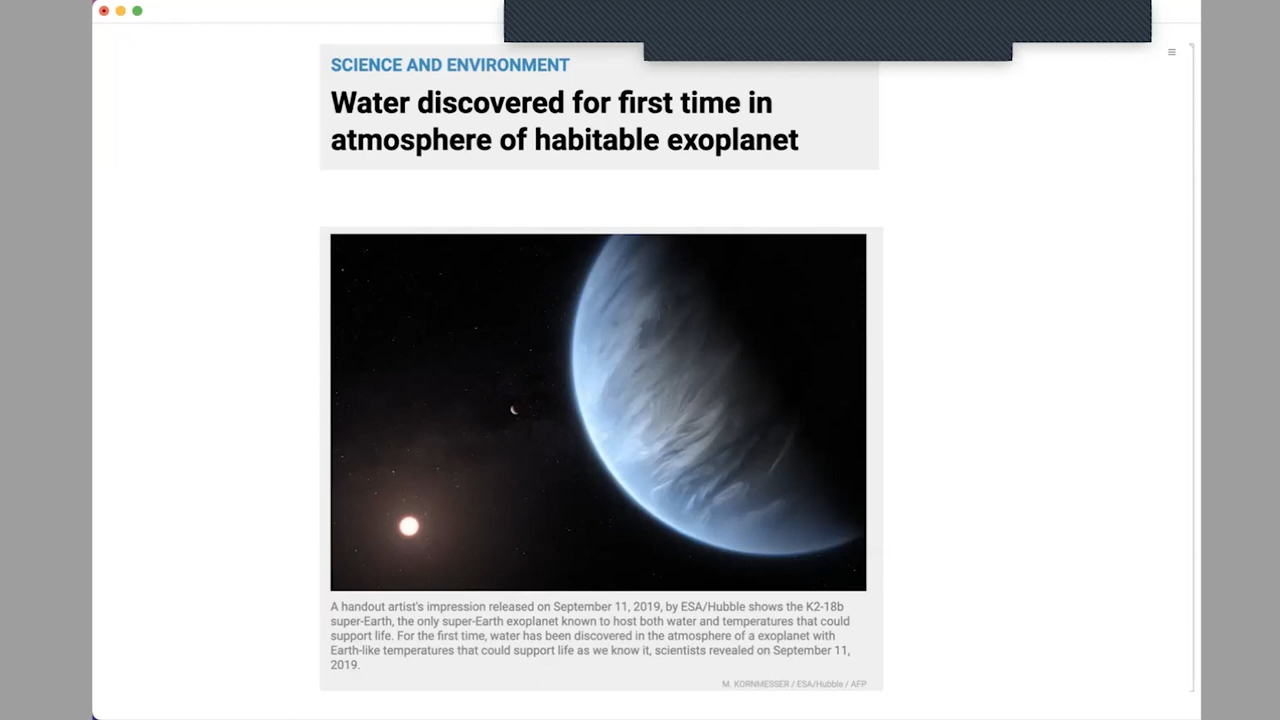 SCIENCE AND ENVIRONMENT
Water discovered for first time in
atmosphere of habitable exoplanet
A handout artist's impression released on September 11, 2019, by ESA/Hubble shows the K2-18b
super-Earth, the only super-Earth exoplanet known to host both water and temperatures that could
support life. For the first time, water has been discovered in the atmosphere of a exoplanet with
Earth-like temperatures that could support life as we know it, scientists revealed on September 11,
2019.
M. KORNMESSER / ESA/Hubble / AFP